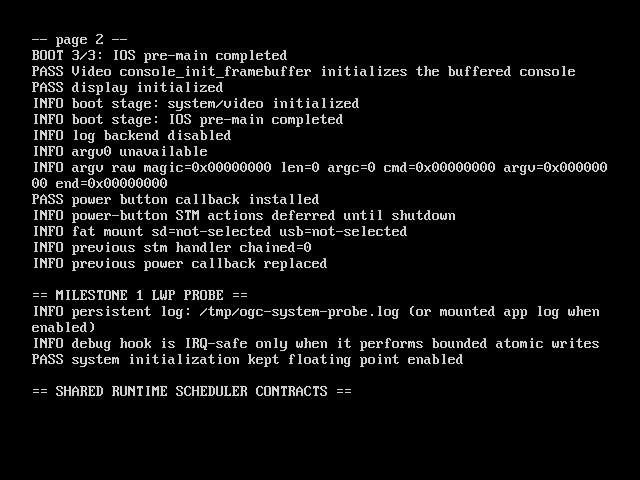 -- page 2 --
BOOT 3/3: IOS pre-main completed
PASS Video console_init_framebuffer initializes the buffered console
PASS display initialized
INFO boot stage: system/video initialized
INFO boot stage: IOS pre-main completed
INFO log backend disabled
INFO argv0 unavailable
INFO argv raw magic=0x00000000 len=0 argc=0 cmd=0x00000000 argv=0x000000
00 end=0x00000000
PASS power button callback installed
INFO power-button STM actions deferred until shutdown
INFO fat mount sd=not-selected usb=not-selected
INFO previous stm handler chained=0
INFO previous power callback replaced
== MILESTONE 1 LWP PROBE ==
INFO persistent log: /tmp/ogc-system-probe.log (or mounted app log when
enabled)
INFO debug hook is IRQ-safe only when it performs bounded atomic writes
PASS system initialization kept floating point enabled
== SHARED RUNTIME SCHEDULER CONTRACTS ==